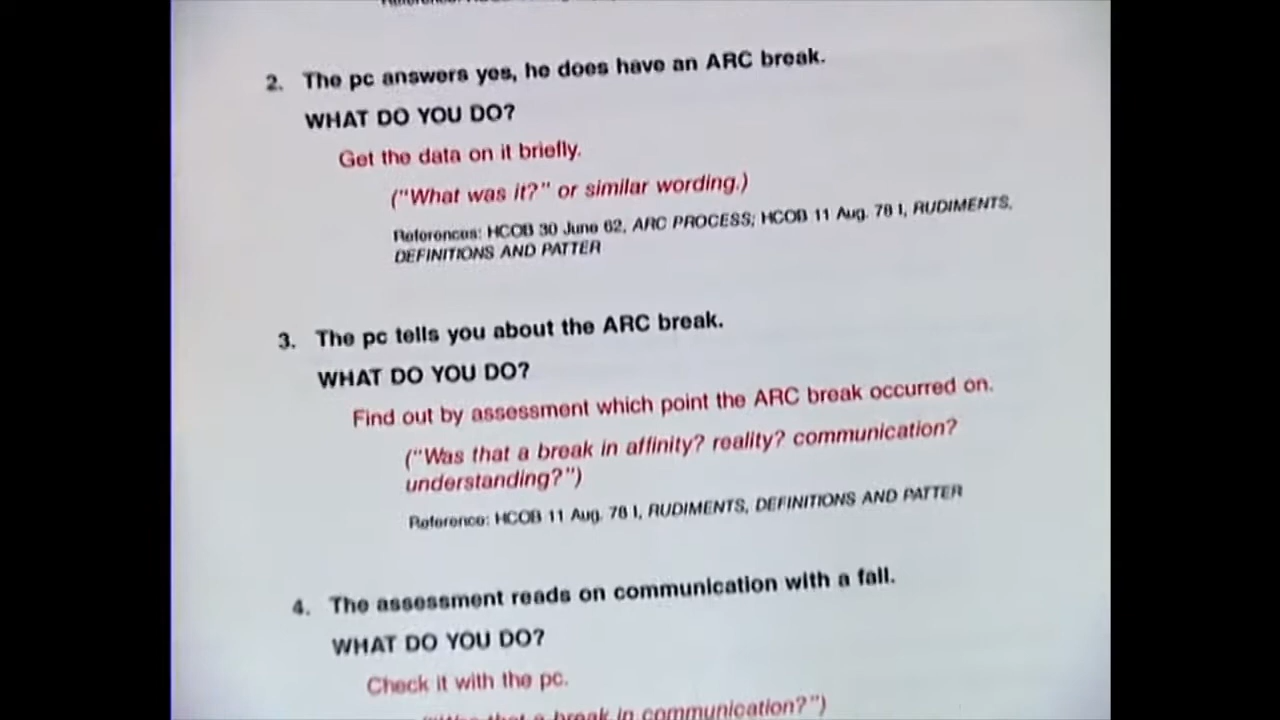 2. The pc answers yes, he does have an ARC break.
WHAT DO YOU DO?
Get the data on it briefly.
("What was it?" or similar wording.)
References: HCOB 30 June 62, ARC PROCESS; HCOB 11 Aug. 78 I, RUDIMENTS,
DEFINITIONS AND PATTER
3. The pc tells you about the ARC break.
WHAT DO YOU DO?
Find out by assessment which point the ARC break occurred on.
("Was that a break in affinity? reality? communication?
understanding?")
Reference: HCOB 11 Aug. 78 I, RUDIMENTS, DEFINITIONS AND PATTER
4. The assessment reads on communication with a fall.
WHAT DO YOU DO?
Check it with the pc.
("Was that a break in communication?")